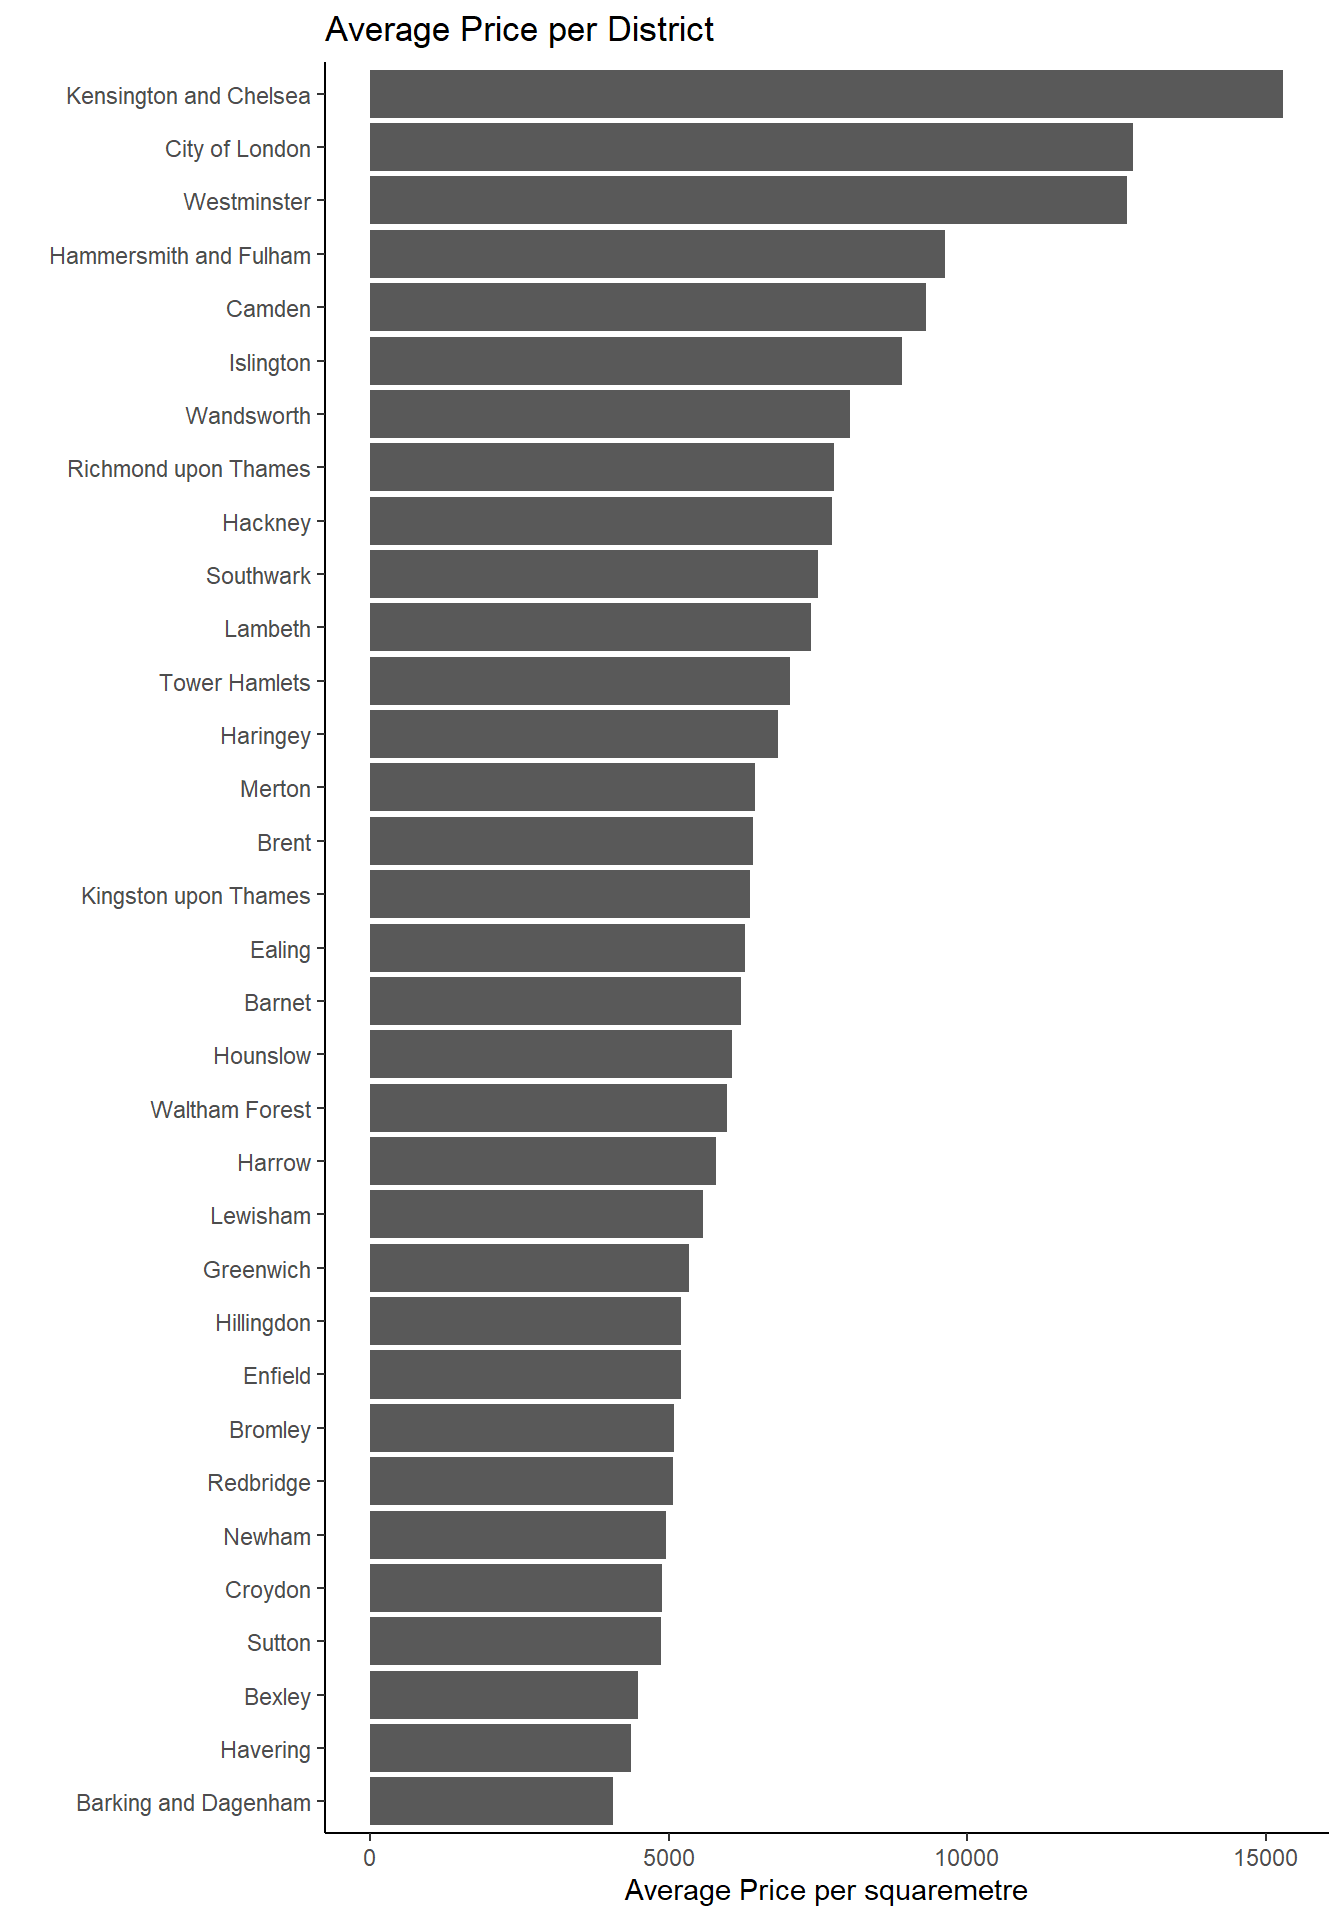 Average Price per District
Kensington and Chelsea
City of London
Westminster
Hammersmith and Fulham
Camden
Islington
Wandsworth
Richmond upon Thames
Hackney
Southwark
Lambeth
Tower Hamlets
Haringey
Merton
Brent
Kingston upon Thames
Ealing
Barnet
Hounslow
Waltham Forest
Harrow
Lewisham
Greenwich
Hillingdon
Enfield
Bromley
Redbridge
Newham
Croydon
Sutton
Bexley
Havering
Barking and Dagenham
0 5000 10000 15000
Average Price per squaremetre